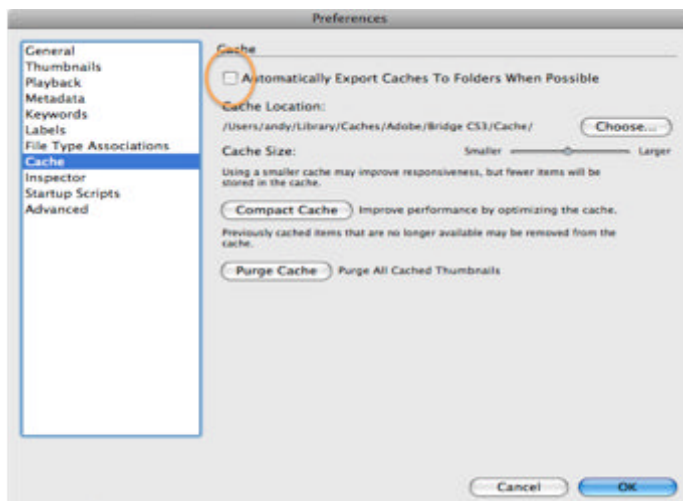 Preferences
General
Thumbnails
Playback
Metadata
Keywords
Labels
File Type Associations
Cache
Inspector
Startup Scripts
Advanced
Cache
Automatically Export Caches To Folders When Possible
Cache Location:
/Users/andy/Library/Caches/Adobe/Bridge CS3/Cache/ Choose...
Cache Size: Smaller Larger
Using a smaller cache may improve responsiveness, but fewer items will be
stored in the cache.
Compact Cache Improve performance by optimizing the cache.
Previously cached items that are no longer available may be removed from the
cache.
Purge Cache Purge All Cached Thumbnails
Cancel OK